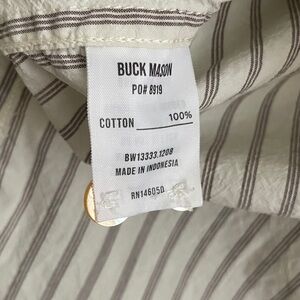 BUCK MASON
PO# 8919
COTTON 100%
BW13333.1208
MADE IN INDONESIA
RN146050